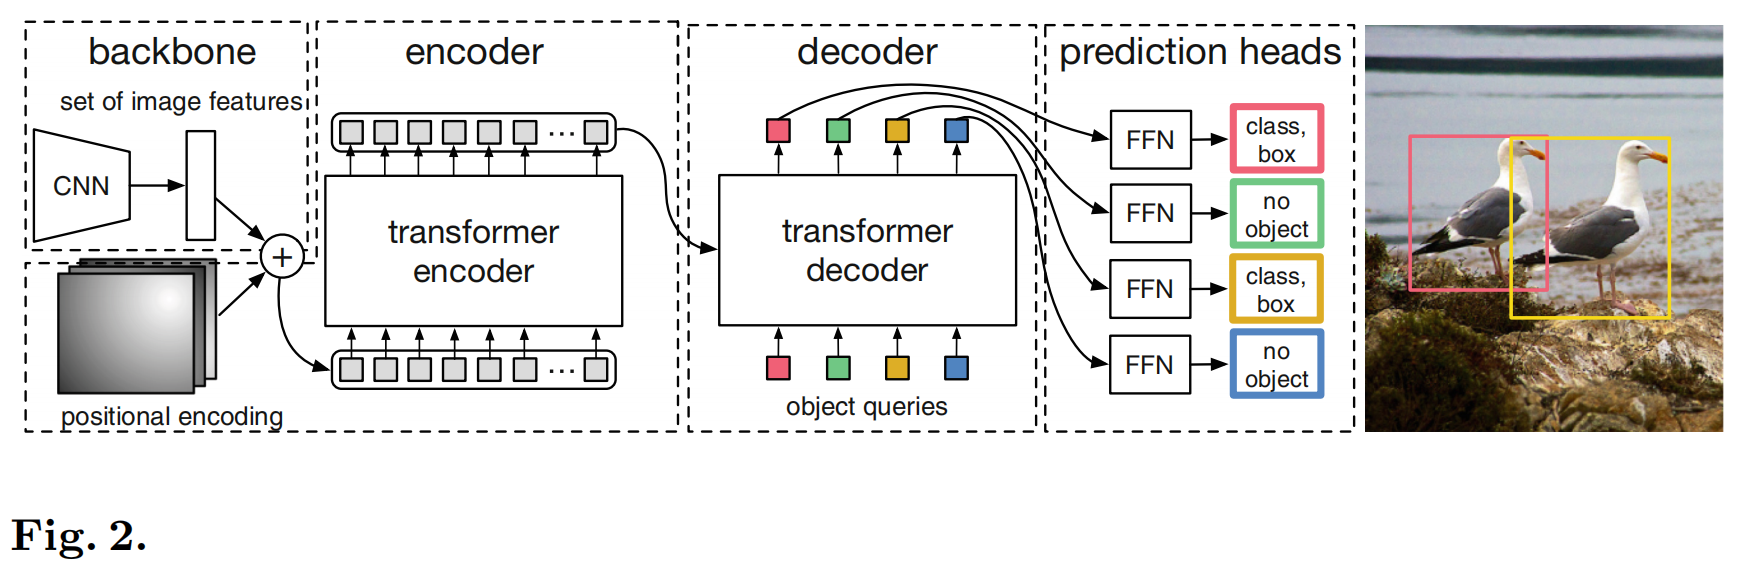 backbone
set of image features
CNN
+
positional encoding
encoder
...
transformer
encoder
...
decoder
transformer
decoder
object queries
prediction heads
FFN
class,
box
FFN
no
object
FFN
class,
box
FFN
no
object
Fig. 2.